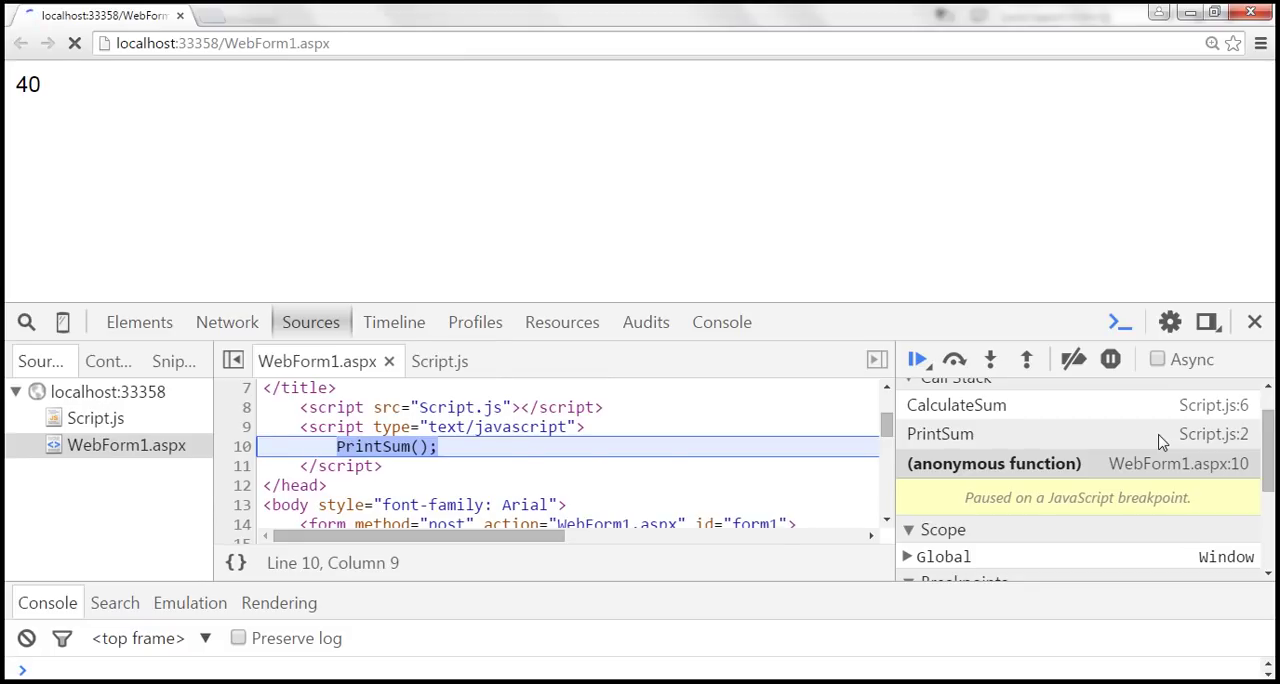 localhost:33358/WebForm
localhost:33358/WebForm1.aspx
40
Elements Network Sources Timeline Profiles Resources Audits Console
Sour... Cont... Snip...
WebForm1.aspx Script.js
Async
localhost:33358
Script.js
WebForm1.aspx
7 </title>
8 <script src="Script.js"></script>
9 <script type="text/javascript">
10 PrintSum();
11 </script>
12 </head>
13 <body style="font-family: Arial">
14 <form method="post" action="WebForm1.aspx" id="form1">
15
{} Line 10, Column 9
Call Stack
CalculateSum Script.js:6
PrintSum Script.js:2
(anonymous function) WebForm1.aspx:10
Paused on a JavaScript breakpoint.
Scope
Global Window
Breakpoints
Console Search Emulation Rendering
<top frame> Preserve log